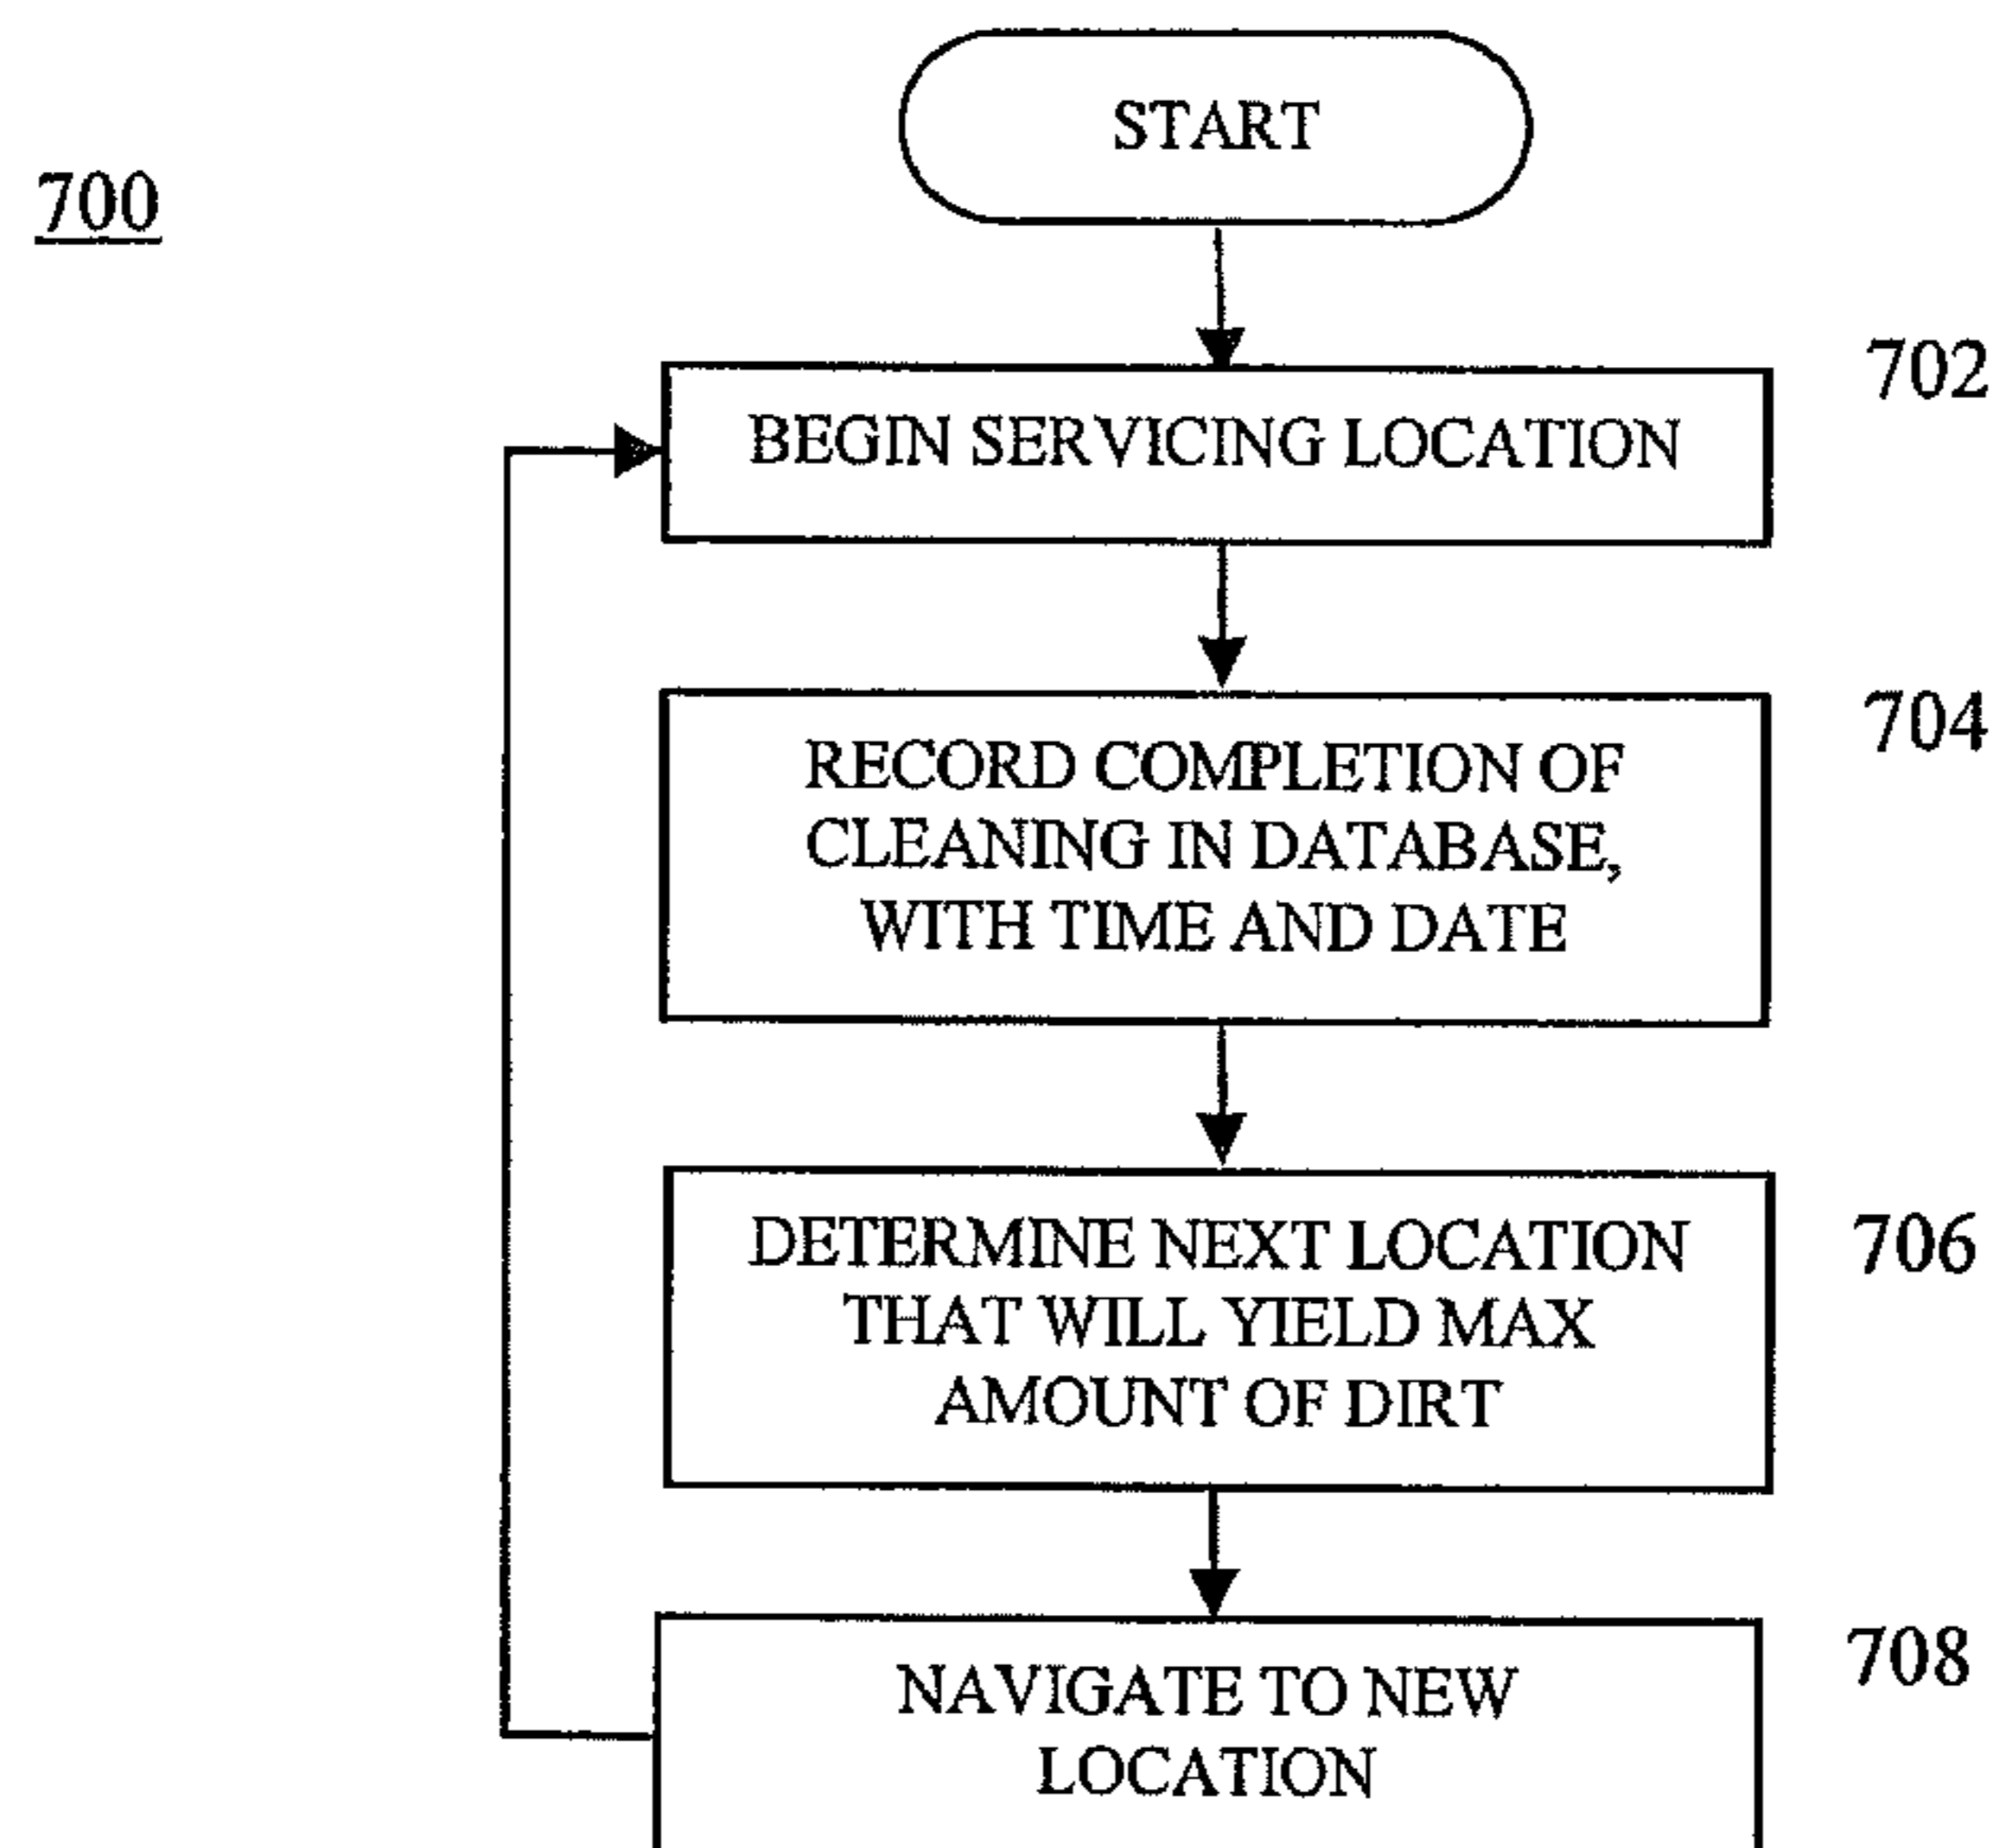 START
700
702
BEGIN SERVICING LOCATION
704
RECORD COMPLETION OF
CLEANING IN DATABASE,
WITH TIME AND DATE
706
DETERMINE NEXT LOCATION
THAT WILL YIELD MAX
AMOUNT OF DIRT
708
NAVIGATE TO NEW
LOCATION